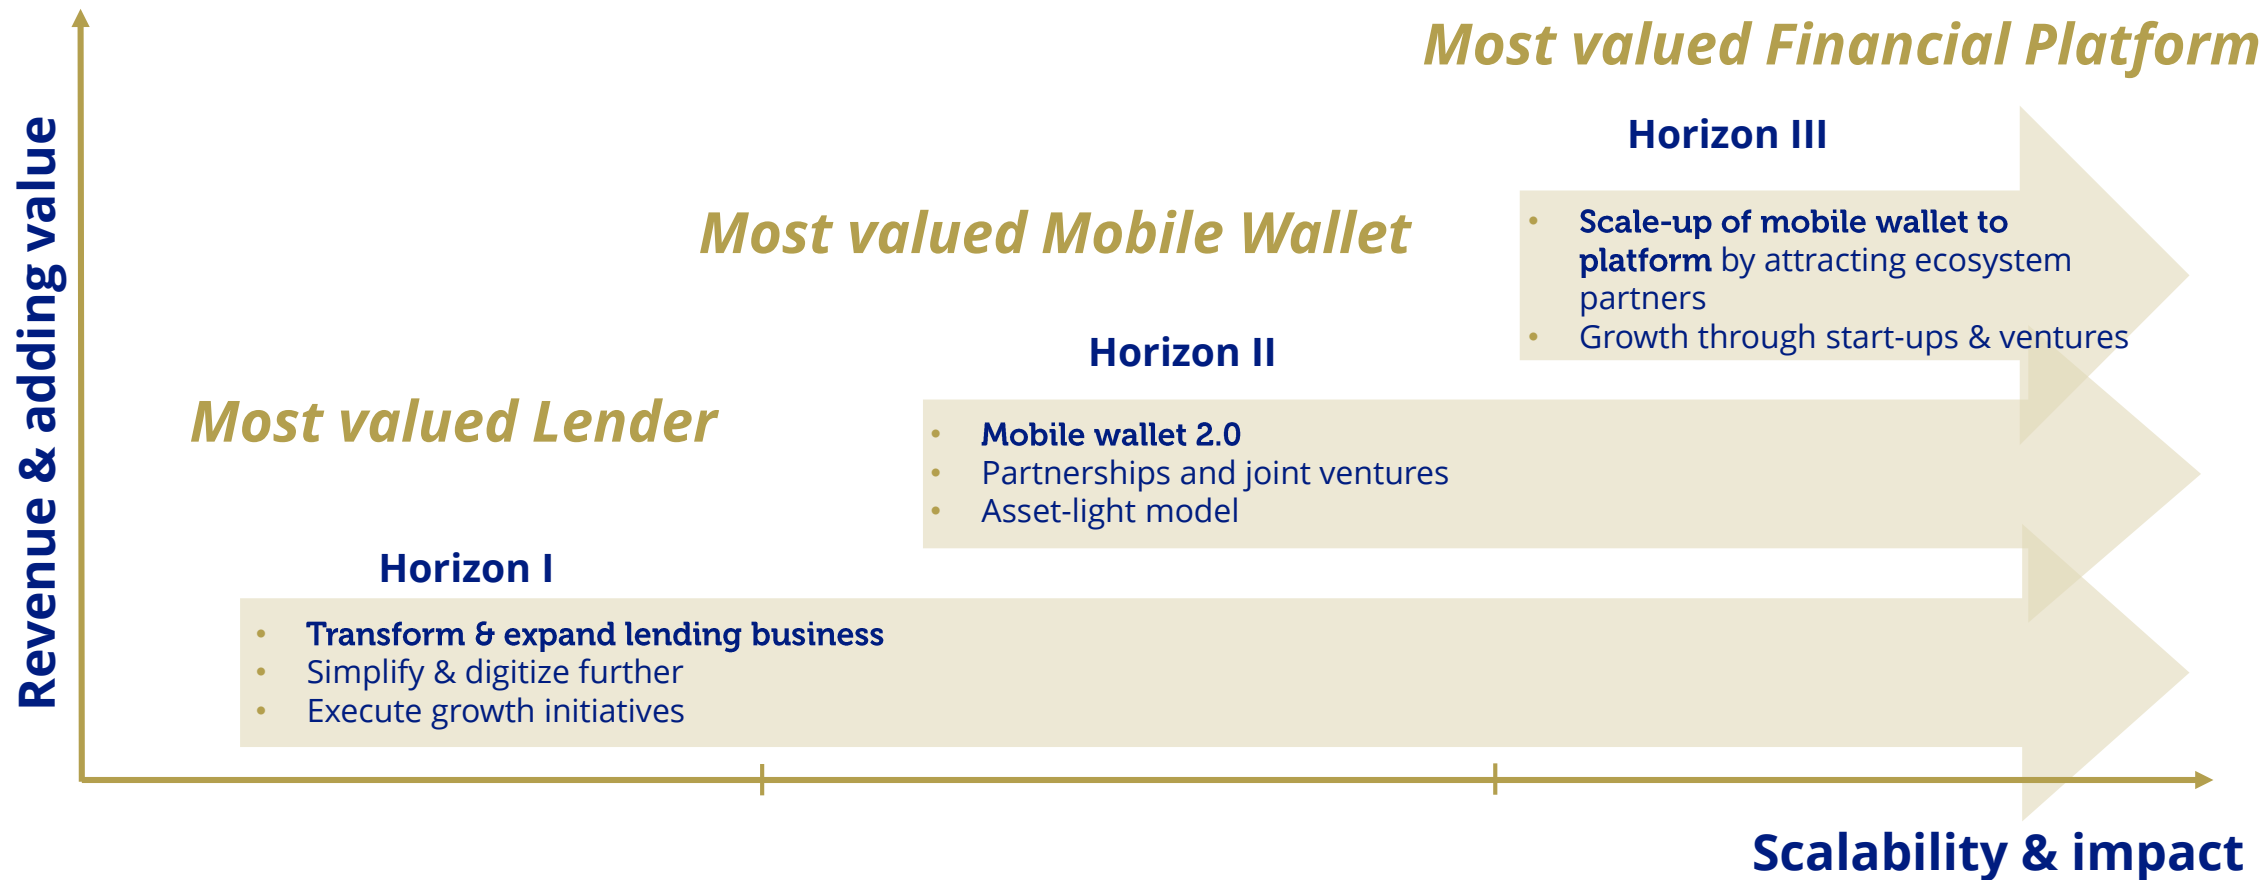 Most valued Financial Platform
Horizon III
• Scale-up of mobile wallet to
platform by attracting ecosystem
partners
• Growth through start-ups & ventures
Most valued Mobile Wallet
Horizon II
• Mobile wallet 2.0
• Partnerships and joint ventures
• Asset-light model
Most valued Lender
Horizon I
• Transform & expand lending business
• Simplify & digitize further
• Execute growth initiatives
Revenue & adding value
Scalability & impact